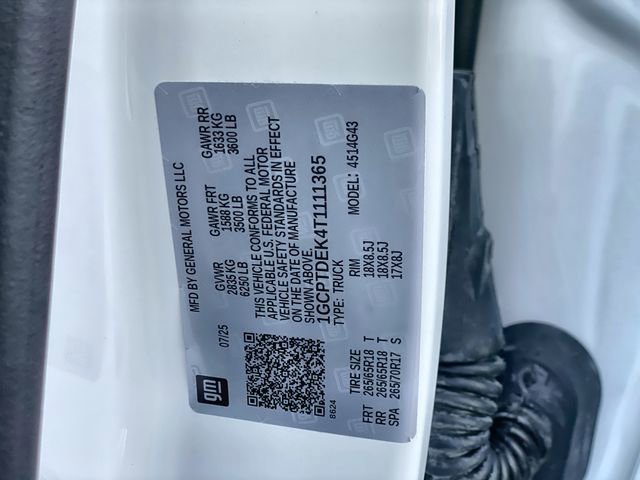 gm
MFD BY GENERAL MOTORS LLC
07/25
GVWR GAWR FRT GAWR RR
2835 KG 1588 KG 1633 KG
6250 LB 3500 LB 3600 LB
THIS VEHICLE CONFORMS TO ALL
APPLICABLE U.S. FEDERAL MOTOR
VEHICLE SAFETY STANDARDS IN EFFECT
ON THE DATE OF MANUFACTURE
SHOWN ABOVE.
1GCPTDEK4T1111365
TYPE: TRUCK MODEL: 4514G43
8624
TIRE SIZE RIM
FRT 265/65R18 T 18X8.5J
RR 265/65R18 T 18X8.5J
SPA 265/70R17 S 17X8J